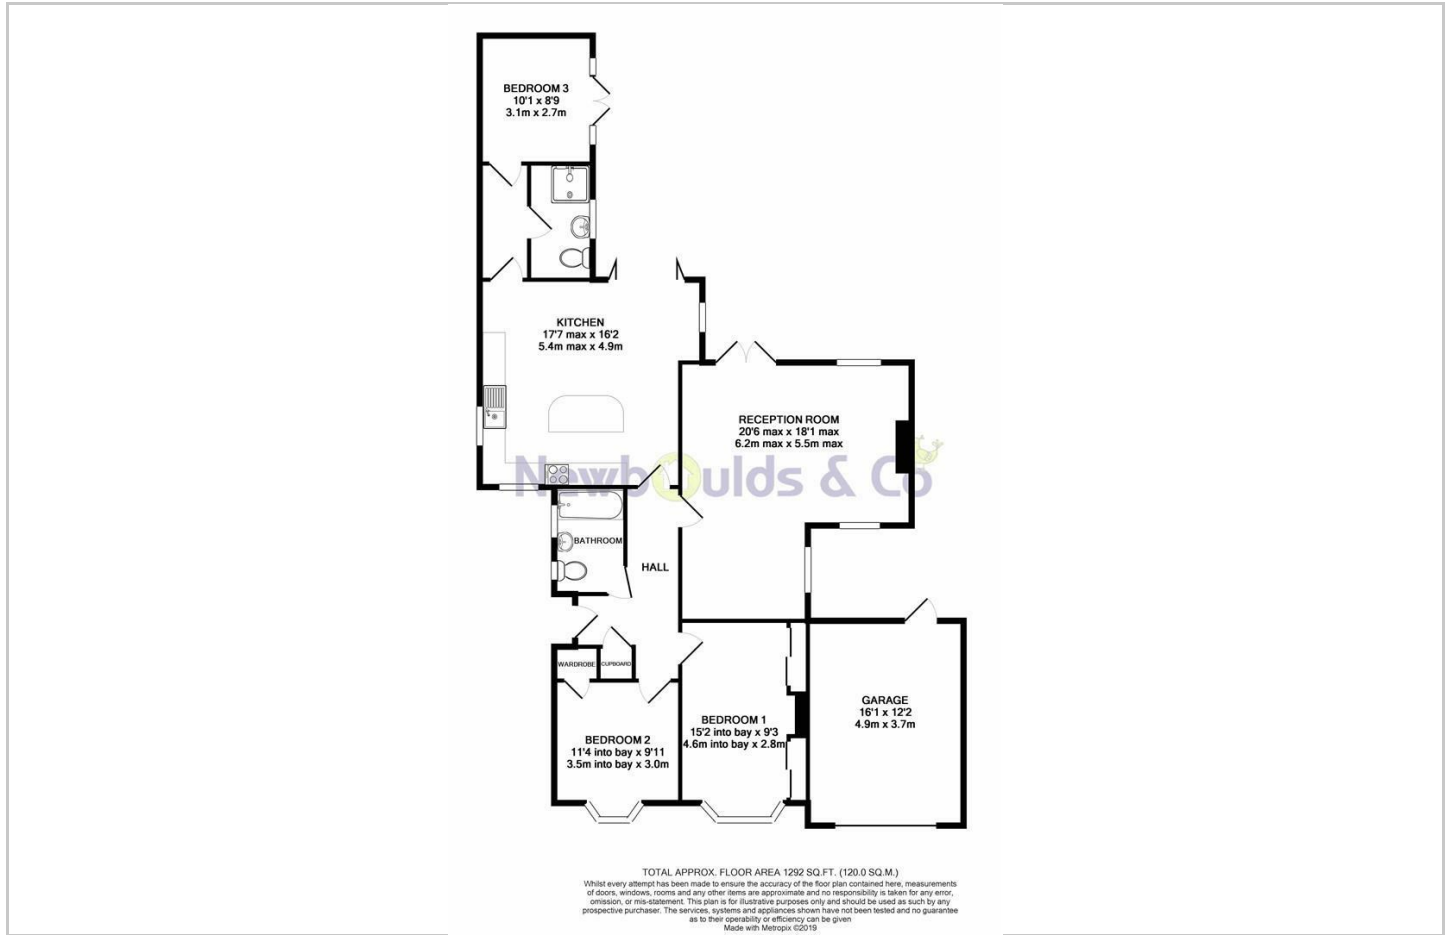 BEDROOM 3
10'1 x 8'9
3.1m x 2.7m
KITCHEN
17'7 max x 16'2
5.4m max x 4.9m
RECEPTION ROOM
20'6 max x 18'1 max
6.2m max x 5.5m max
Newboulds & Co
BATHROOM
HALL
WARDROBE
CUPBOARD
BEDROOM 2
11'4 into bay x 9'11
3.5m into bay x 3.0m
BEDROOM 1
15'2 into bay x 9'3
4.6m into bay x 2.8m
GARAGE
16'1 x 12'2
4.9m x 3.7m
TOTAL APPROX. FLOOR AREA 1292 SQ.FT. (120.0 SQ.M.)
Whilst every attempt has been made to ensure the accuracy of the floor plan contained here, measurements
of doors, windows, rooms and any other items are approximate and no responsibility is taken for any error,
omission, or mis-statement. This plan is for illustrative purposes only and should be used as such by any
prospective purchaser. The services, systems and appliances shown have not been tested and no guarantee
as to their operability or efficiency can be given
Made with Metropix ©2019